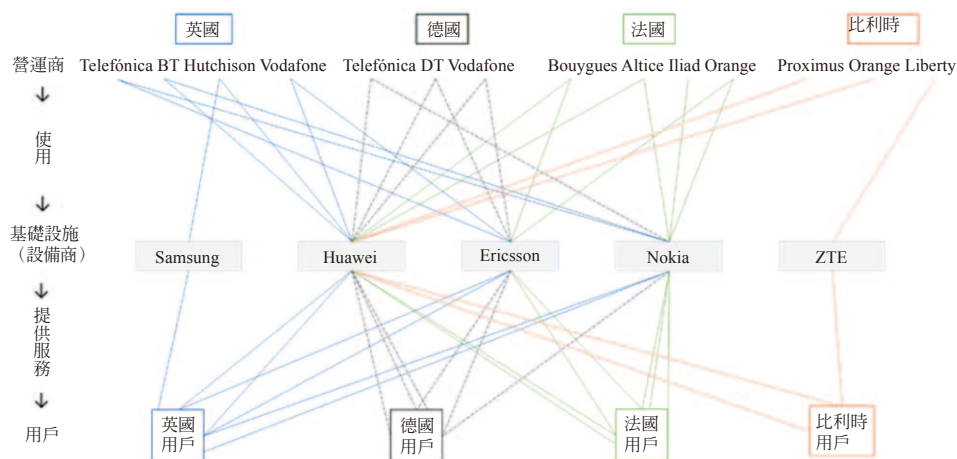 英國 德國 法國 比利時
營運商 Telefónica BT Hutchison Vodafone Telefónica DT Vodafone Bouygues Altice Iliad Orange Proximus Orange Liberty
使用
基礎設施
（設備商）
Samsung Huawei Ericsson Nokia ZTE
提供服務
用戶
英國
用戶
德國
用戶
法國
用戶
比利時
用戶